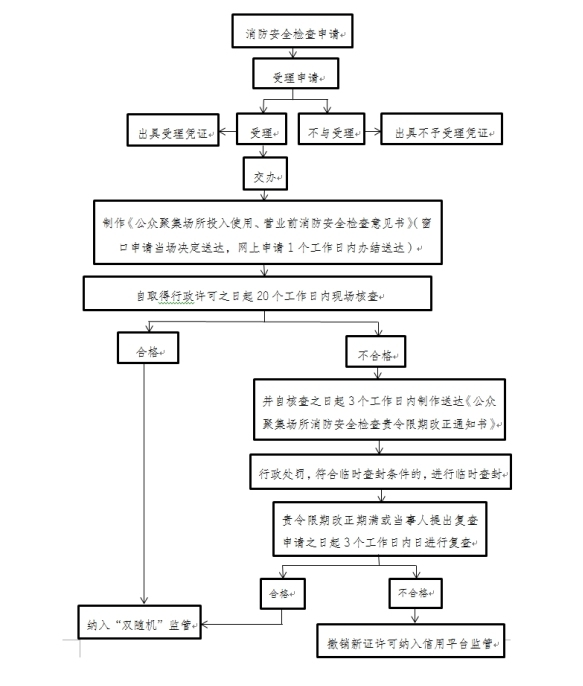 消防安全检查申请
受理申请
出具受理凭证
受理
不与受理
出具不予受理凭证
交办
制作《公众聚集场所投入使用、营业前消防安全检查意见书》(窗
口申请当场决定送达，网上申请1个工作日内办结送达)
自取得行政许可之日起20个工作日内现场核查
合格
不合格
并自核查之日起3个工作日内制作送达《公众
聚集场所消防安全检查责令限期改正通知书》
行政处罚，符合临时查封条件的，进行临时查封
责令限期改正期满或当事人提出复查
申请之日起3个工作日内日进行复查
合格
不合格
纳入“双随机”监管
撤销新证许可纳入信用平台监管